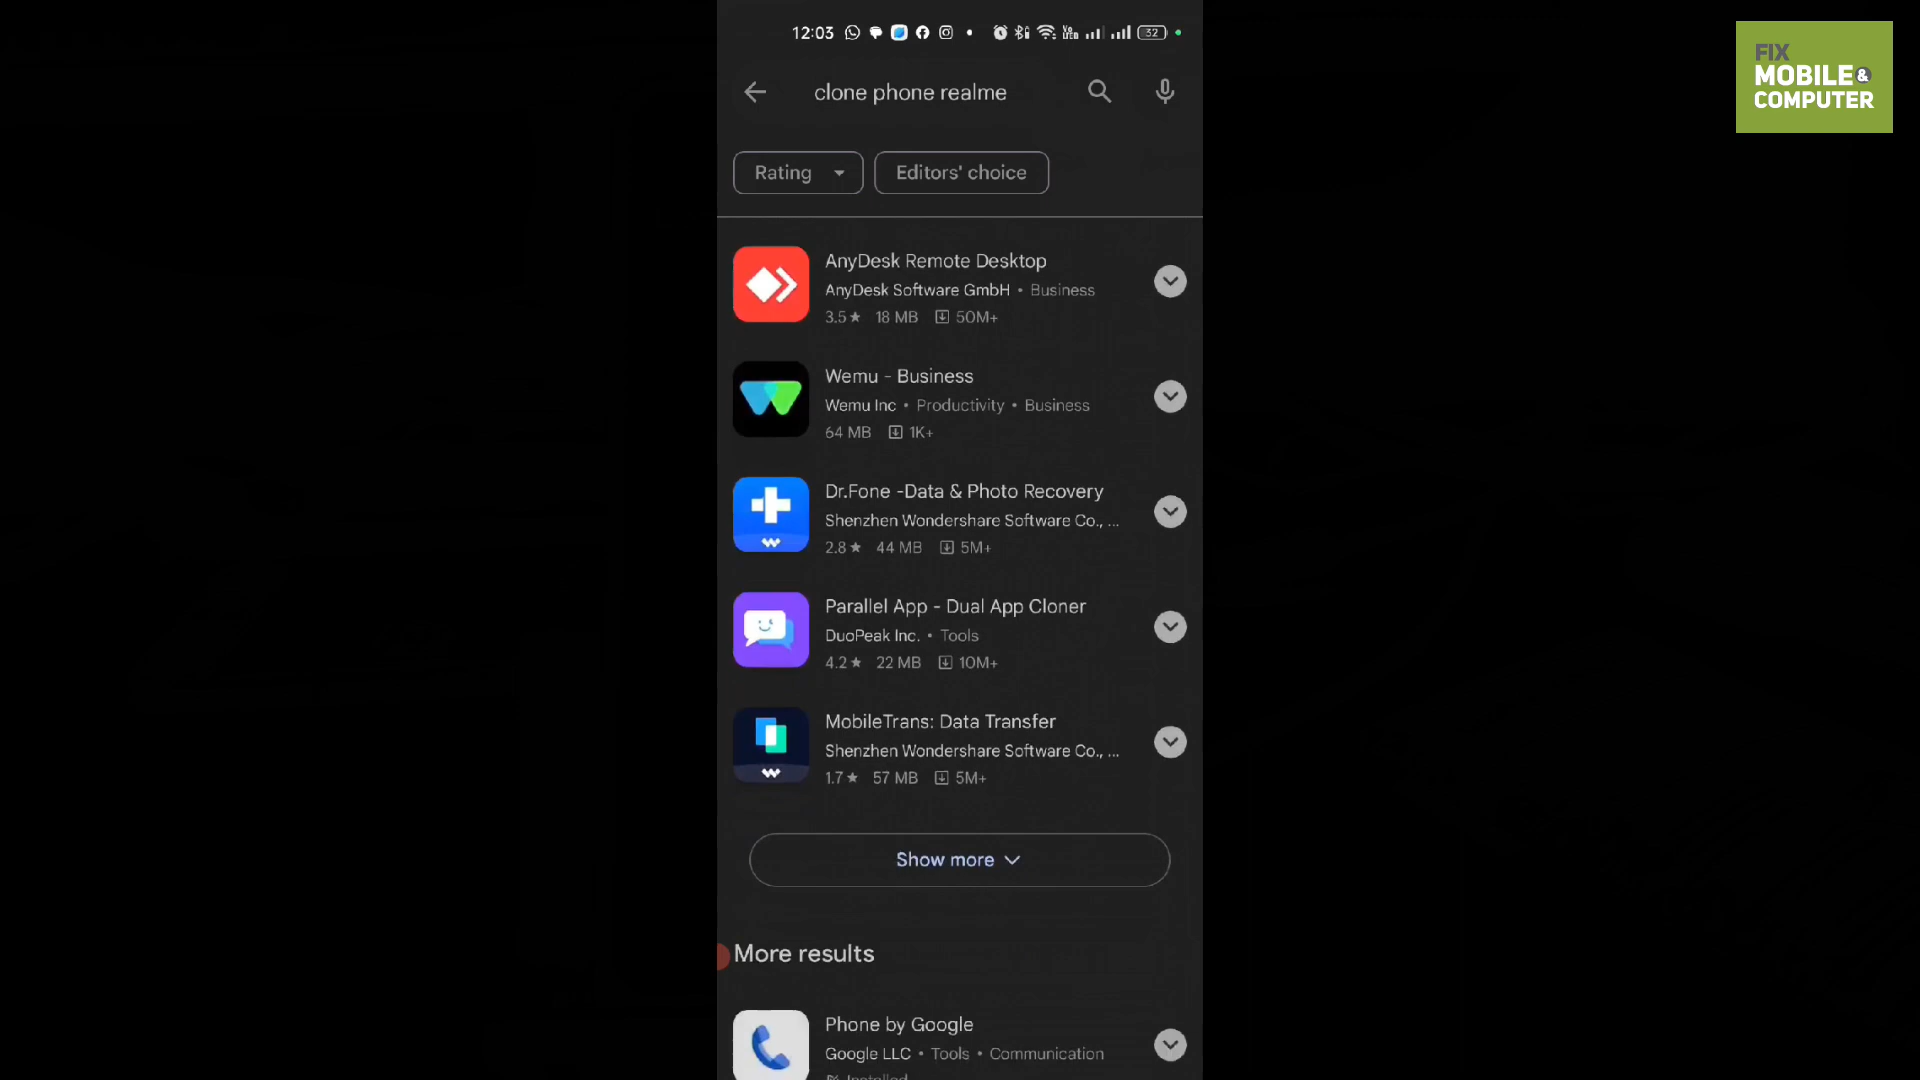 12:03
32
FIX
MOBILE&
COMPUTER
clone phone realme
Rating
Editors' choice
AnyDesk Remote Desktop
AnyDesk Software GmbH • Business
3.5★ 18 MB 50M+
Wemu - Business
Wemu Inc • Productivity • Business
64 MB 1K+
Dr.Fone -Data & Photo Recovery
Shenzhen Wondershare Software Co., ...
2.8★ 44 MB 5M+
Parallel App - Dual App Cloner
DuoPeak Inc. • Tools
4.2★ 22 MB 10M+
MobileTrans: Data Transfer
Shenzhen Wondershare Software Co., ...
1.7★ 57 MB 5M+
Show more
More results
Phone by Google
Google LLC • Tools • Communication